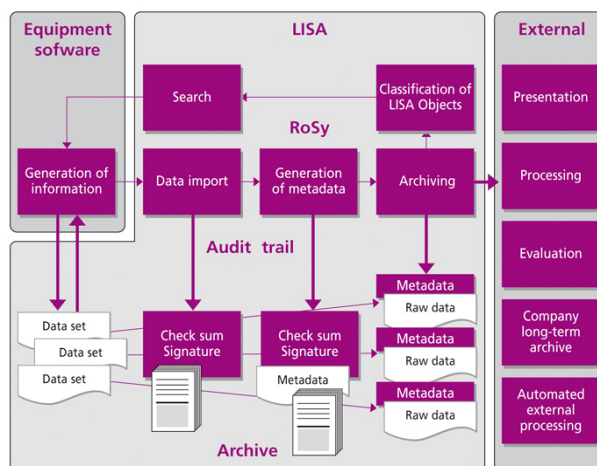 Equipment
sofware
LISA
External
Search
Classification of
LISA Objects
Presentation
RoSy
Generation of
information
Data import
Generation
of metadata
Archiving
Processing
Audit trail
Evaluation
Metadata
Raw data
Data set
Data set
Data set
Check sum
Signature
Check sum
Signature
Metadata
Metadata
Raw data
Metadata
Raw data
Company
long-term
archive
Automated
external
processing
Archive